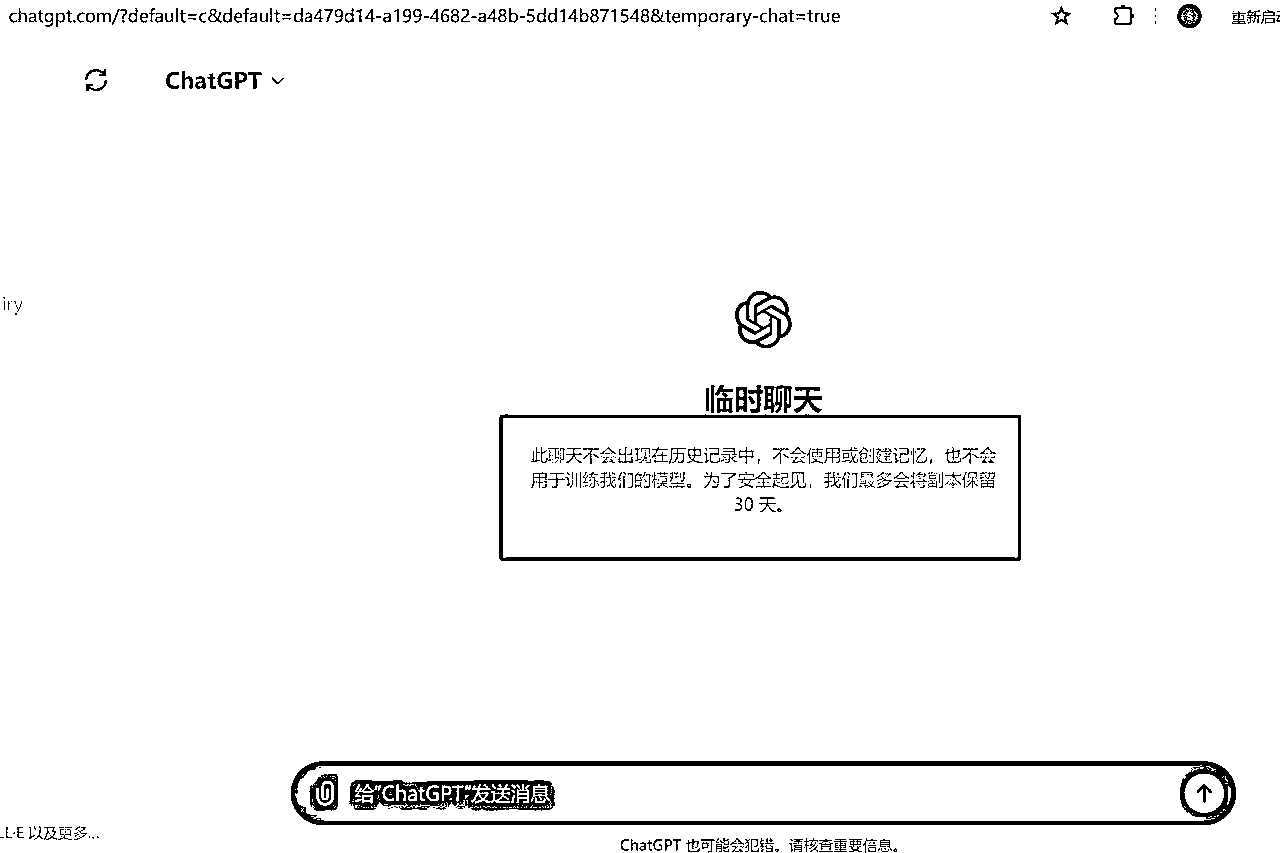 chatgpt.com/?default=c&default=da479d14-a199-4682-a48b-5dd14b871548&temporary-chat=true
重新启动
ChatGPT
iry
临时聊天
此聊天不会出现在历史记录中，不会使用或创建记忆，也不会
用于训练我们的模型。为了安全起见，我们最多会将副本保留
30 天。
给“ChatGPT”发送消息
LL·E 以及更多...
ChatGPT 也可能会犯错。请核查重要信息。